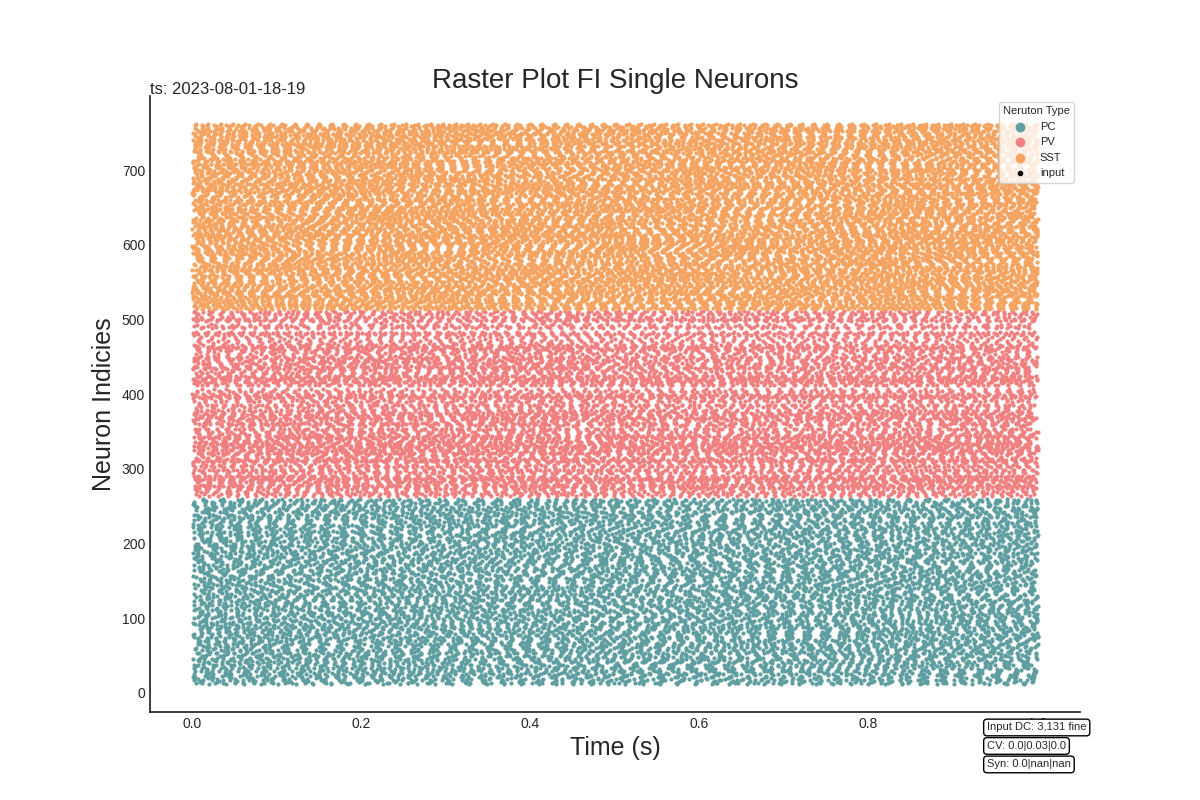 Raster Plot FI Single Neurons
ts: 2023-08-01-18-19
Neruton Type
PC
PV
SST
input
Neuron Indicies
700
600
500
400
300
200
100
0
0.0 0.2 0.4 0.6 0.8
Time (s)
Input DC: 3,131 fine
CV: 0.0|0.03|0.0
Syn: 0.0|nan|nan